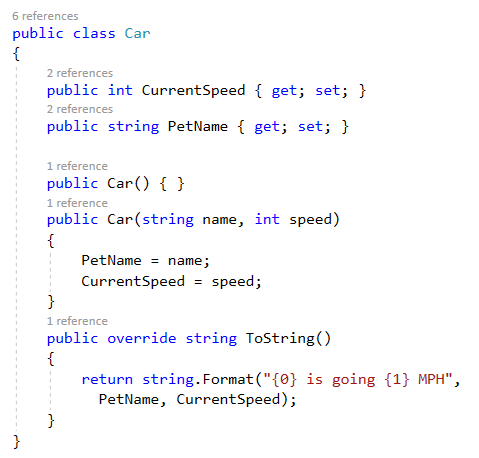 6 references
public class Car
{
2 references
public int CurrentSpeed { get; set; }
2 references
public string PetName { get; set; }
1 reference
public Car() { }
1 reference
public Car(string name, int speed)
{
PetName = name;
CurrentSpeed = speed;
}
1 reference
public override string ToString()
{
return string.Format("{0} is going {1} MPH",
PetName, CurrentSpeed);
}
}